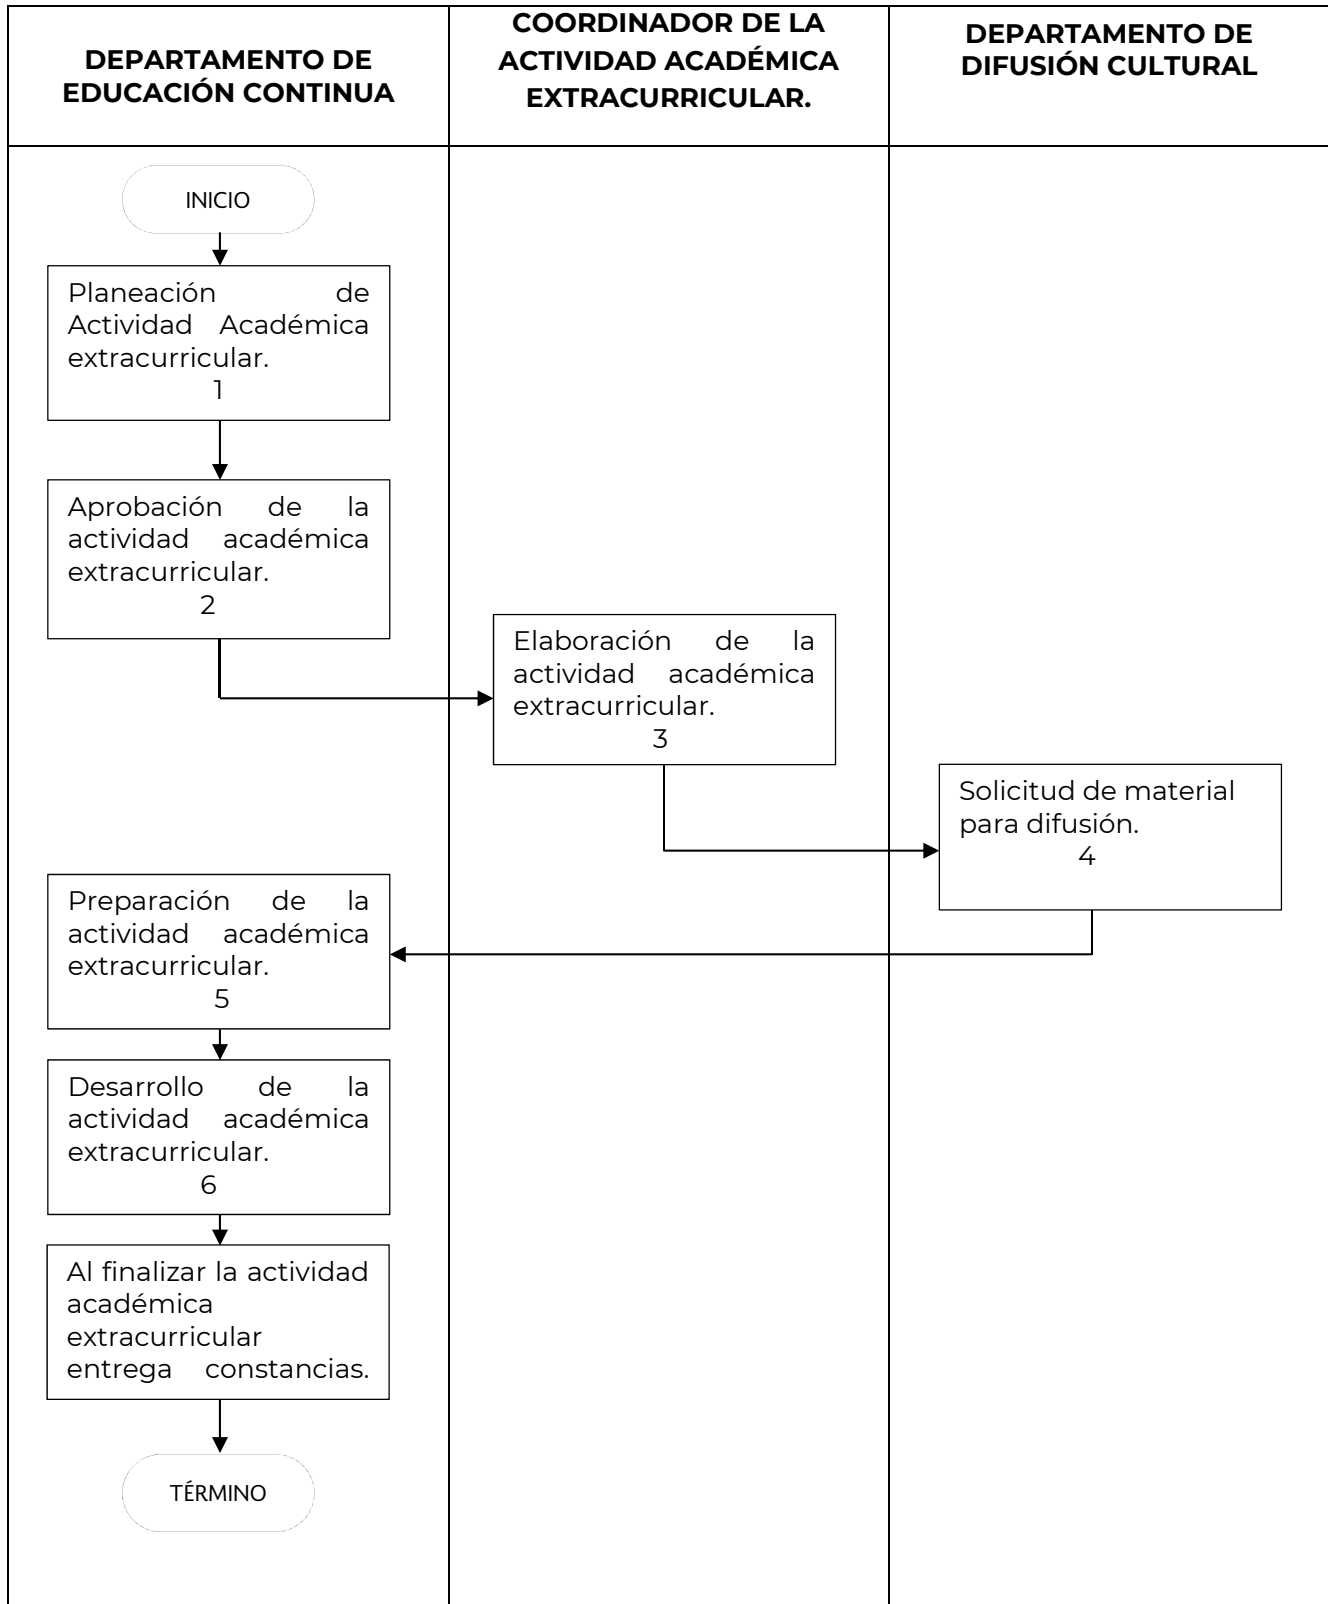 DEPARTAMENTO DE
EDUCACIÓN CONTINUA
COORDINADOR DE LA
ACTIVIDAD ACADÉMICA
EXTRACURRICULAR.
DEPARTAMENTO DE
DIFUSIÓN CULTURAL
INICIO
Planeación de
Actividad Académica
extracurricular.
1
Aprobación de la
actividad académica
extracurricular.
2
Elaboración de la
actividad académica
extracurricular.
3
Solicitud de material
para difusión.
4
Preparación de la
actividad académica
extracurricular.
5
Desarrollo de la
actividad académica
extracurricular.
6
Al finalizar la actividad
académica
extracurricular
entrega constancias.
TÉRMINO